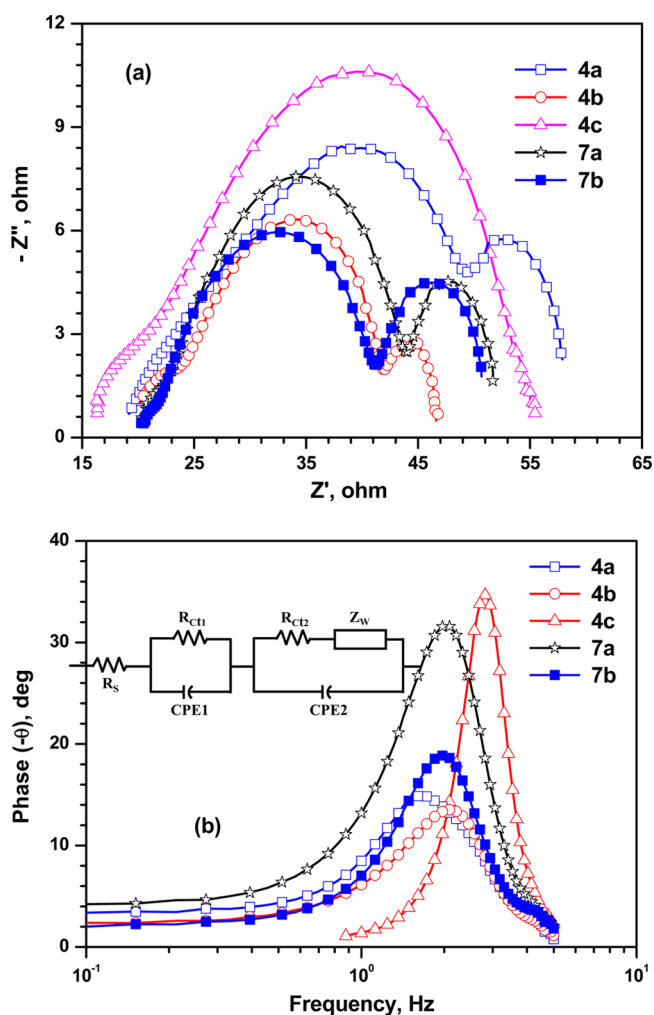 (a)
4a
4b
4c
7a
7b
12
9
6
3
0
- Z", ohm
15 25 35 45 55 65
Z', ohm
40
30
20
10
0
Phase (-θ), deg
4a
4b
4c
7a
7b
R_S
R_Ct1
CPE1
R_Ct2
Z_W
CPE2
(b)
10^-1 10^0 10^1
Frequency, Hz